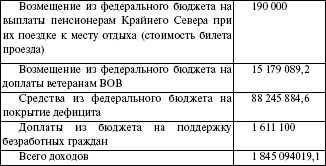 Возмещение из федерального бюджета на
выплаты пенсионерам Крайнего Севера при
их поездке к месту отдыха (стоимость билета
проезда)
190 000
Возмещение из федерального бюджета на
доплаты ветеранам ВОВ
15 179 089,2
Средства из федерального бюджета на
покрытие дефицита
88 245 884,6
Доплаты из бюджета на поддержку
безработных граждан
1 611 100
Всего доходов
1 845 094019,1